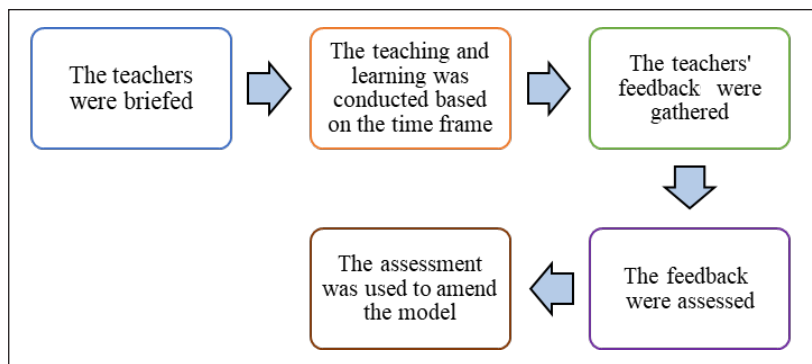 The teachers
were briefed
The teaching and
learning was
conducted based
on the time frame
The teachers'
feedback were
gathered
The feedback
were assessed
The assessment
was used to amend
the model